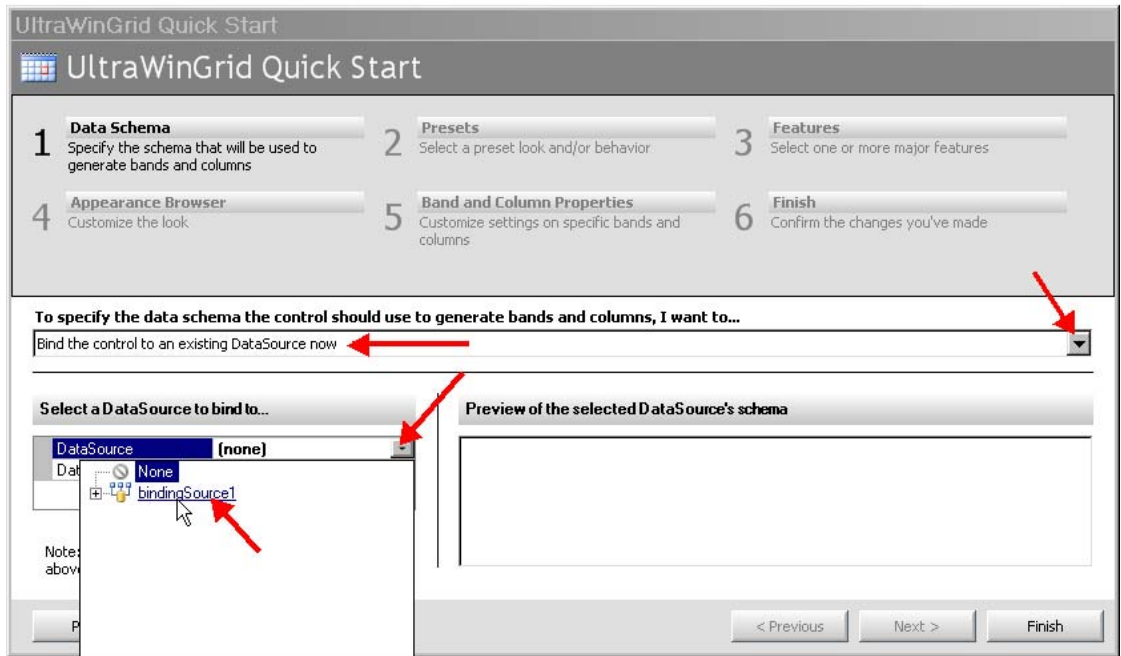 UltraWinGrid Quick Start
UltraWinGrid Quick Start
1 Data Schema
Specify the schema that will be used to
generate bands and columns
2 Presets
Select a preset look and/or behavior
3 Features
Select one or more major features
4 Appearance Browser
Customize the look
5 Band and Column Properties
Customize settings on specific bands and
columns
6 Finish
Confirm the changes you've made
To specify the data schema the control should use to generate bands and columns, I want to...
Bind the control to an existing DataSource now
Select a DataSource to bind to...
DataSource (none)
Dat
None
bindingSource1
Note:
above
P
Preview of the selected DataSource's schema
< Previous
Next >
Finish